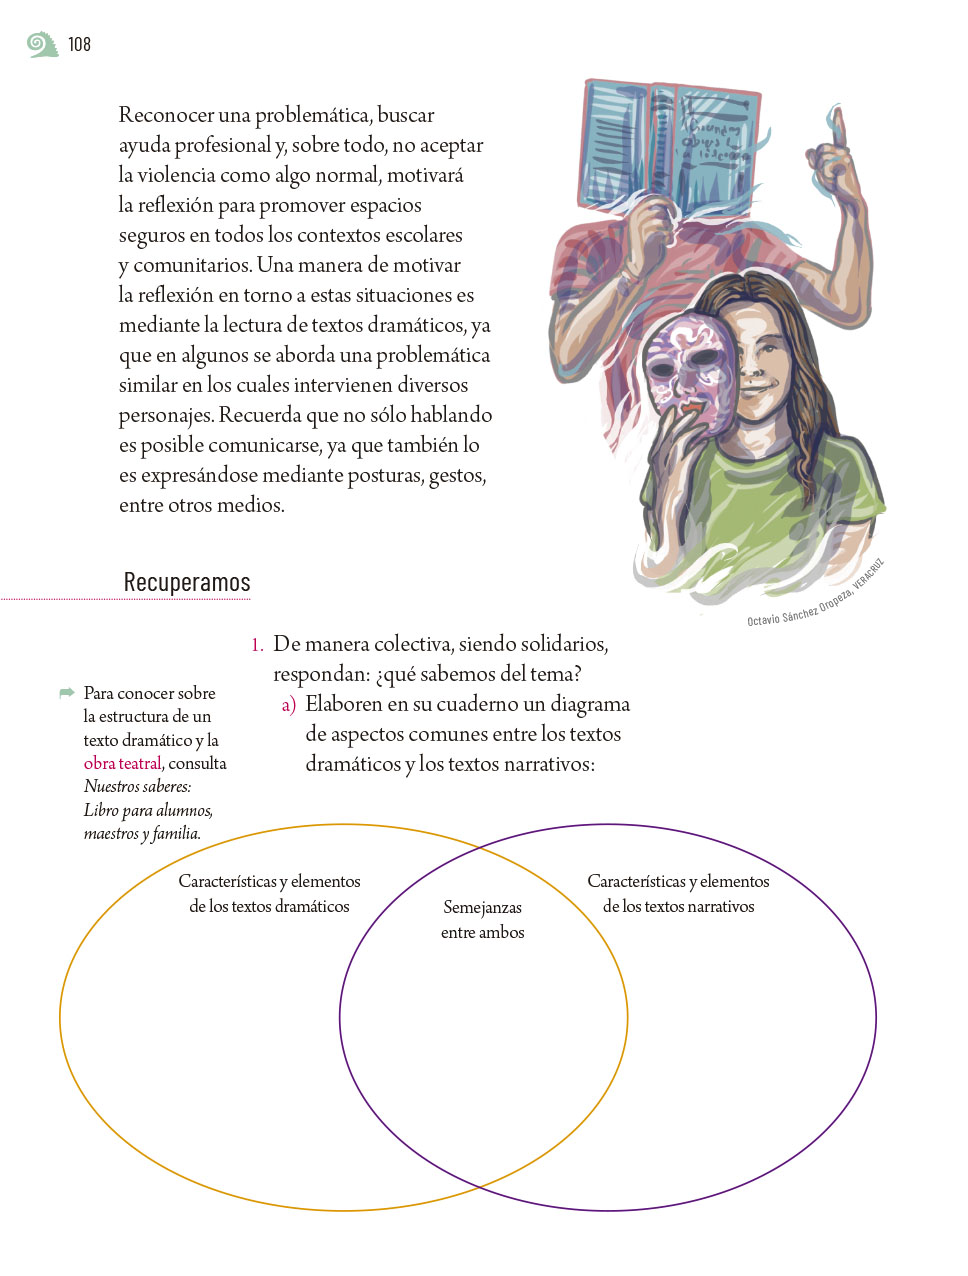 108
Reconocer una problemática, buscar
ayuda profesional y, sobre todo, no aceptar
la violencia como algo normal, motivará
la reflexión para promover espacios
seguros en todos los contextos escolares
y comunitarios. Una manera de motivar
la reflexión en torno a estas situaciones es
mediante la lectura de textos dramáticos, ya
que en algunos se aborda una problemática
similar en los cuales intervienen diversos
personajes. Recuerda que no sólo hablando
es posible comunicarse, ya que también lo
es expresándose mediante posturas, gestos,
entre otros medios.
Octavio Sánchez Oropeza, VERACRUZ
Recuperamos
1. De manera colectiva, siendo solidarios,
respondan: ¿qué sabemos del tema?
a) Elaboren en su cuaderno un diagrama
de aspectos comunes entre los textos
dramáticos y los textos narrativos:
Para conocer sobre
la estructura de un
texto dramático y la
obra teatral, consulta
Nuestros saberes:
Libro para alumnos,
maestros y familia.
Características y elementos
de los textos dramáticos
Semejanzas
entre ambos
Características y elementos
de los textos narrativos